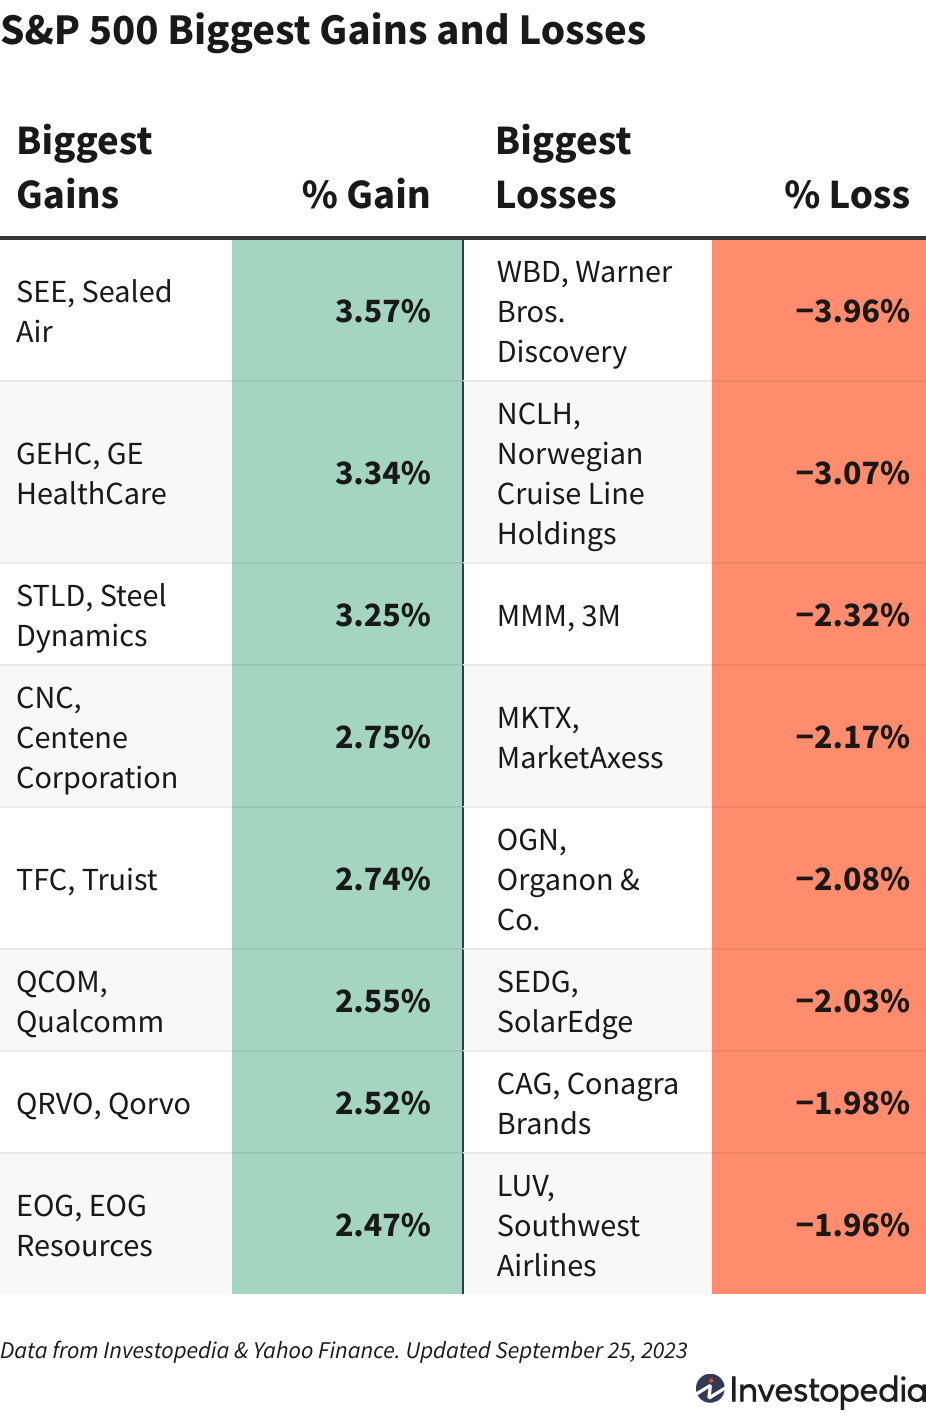 S&P 500 Biggest Gains and Losses
Biggest
Gains
% Gain
Biggest
Losses
% Loss
SEE, Sealed
Air
3.57%
WBD, Warner
Bros.
Discovery
−3.96%
GEHC, GE
HealthCare
3.34%
NCLH,
Norwegian
Cruise Line
Holdings
−3.07%
STLD, Steel
Dynamics
3.25%
MMM, 3M
−2.32%
CNC,
Centene
Corporation
2.75%
MKTX,
MarketAxess
−2.17%
TFC, Truist
2.74%
OGN,
Organon &
Co.
−2.08%
QCOM,
Qualcomm
2.55%
SEDG,
SolarEdge
−2.03%
QRVO, Qorvo
2.52%
CAG, Conagra
Brands
−1.98%
EOG, EOG
Resources
2.47%
LUV,
Southwest
Airlines
−1.96%
Data from Investopedia & Yahoo Finance. Updated September 25, 2023
Investopedia